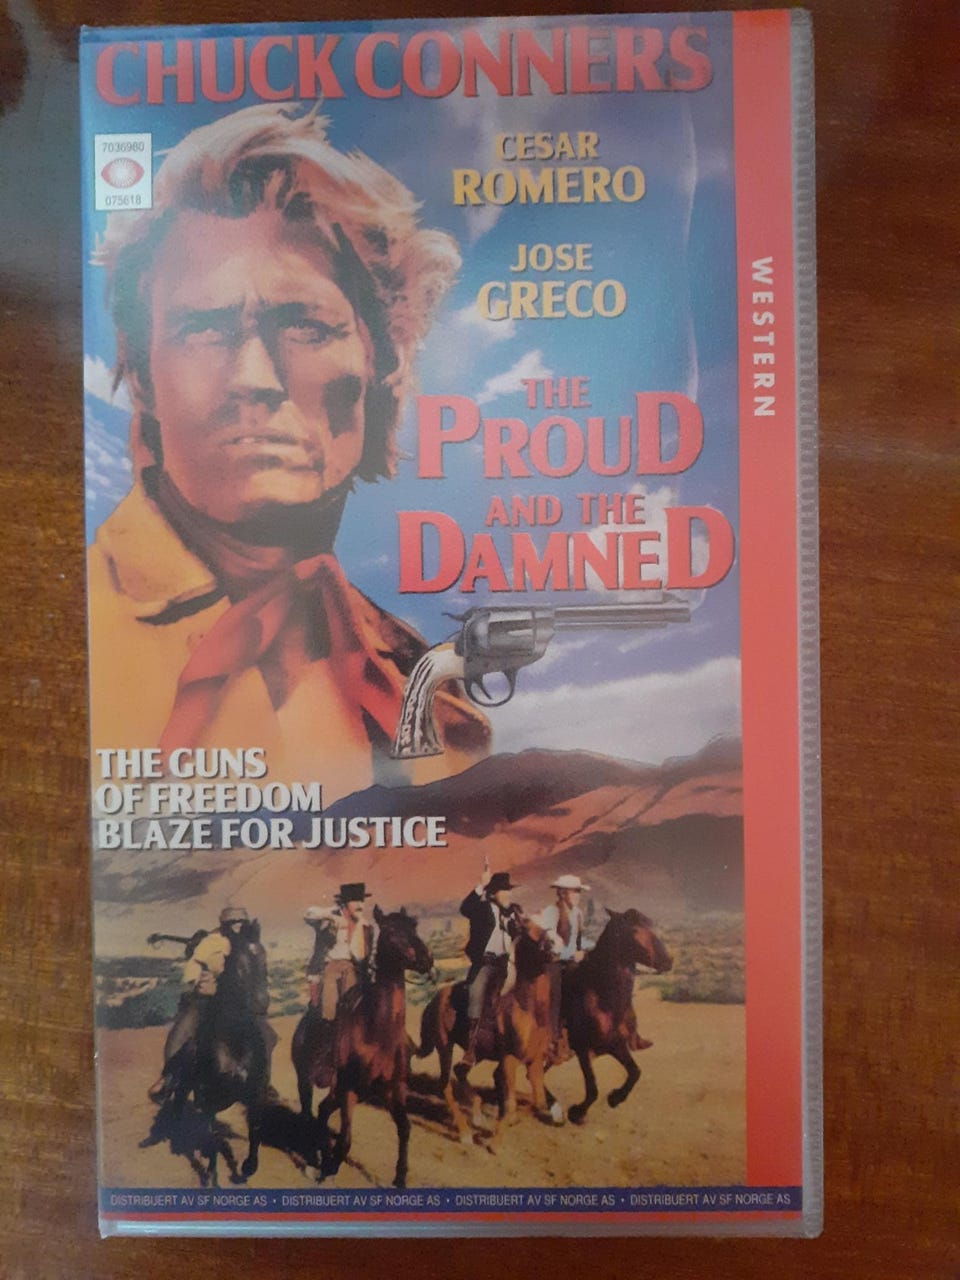 CHUCK CONNERS
7036980
075618
CESAR
ROMERO
JOSE
GRECO
THE
PROUD
AND THE
DAMNED
WESTERN
THE GUNS
OF FREEDOM
BLAZE FOR JUSTICE
DISTRIBUERT AV SF NORGE AS • DISTRIBUERT AV SF NORGE AS • DISTRIBUERT AV SF NORGE AS • DISTRIBUERT AV SF NORGE AS